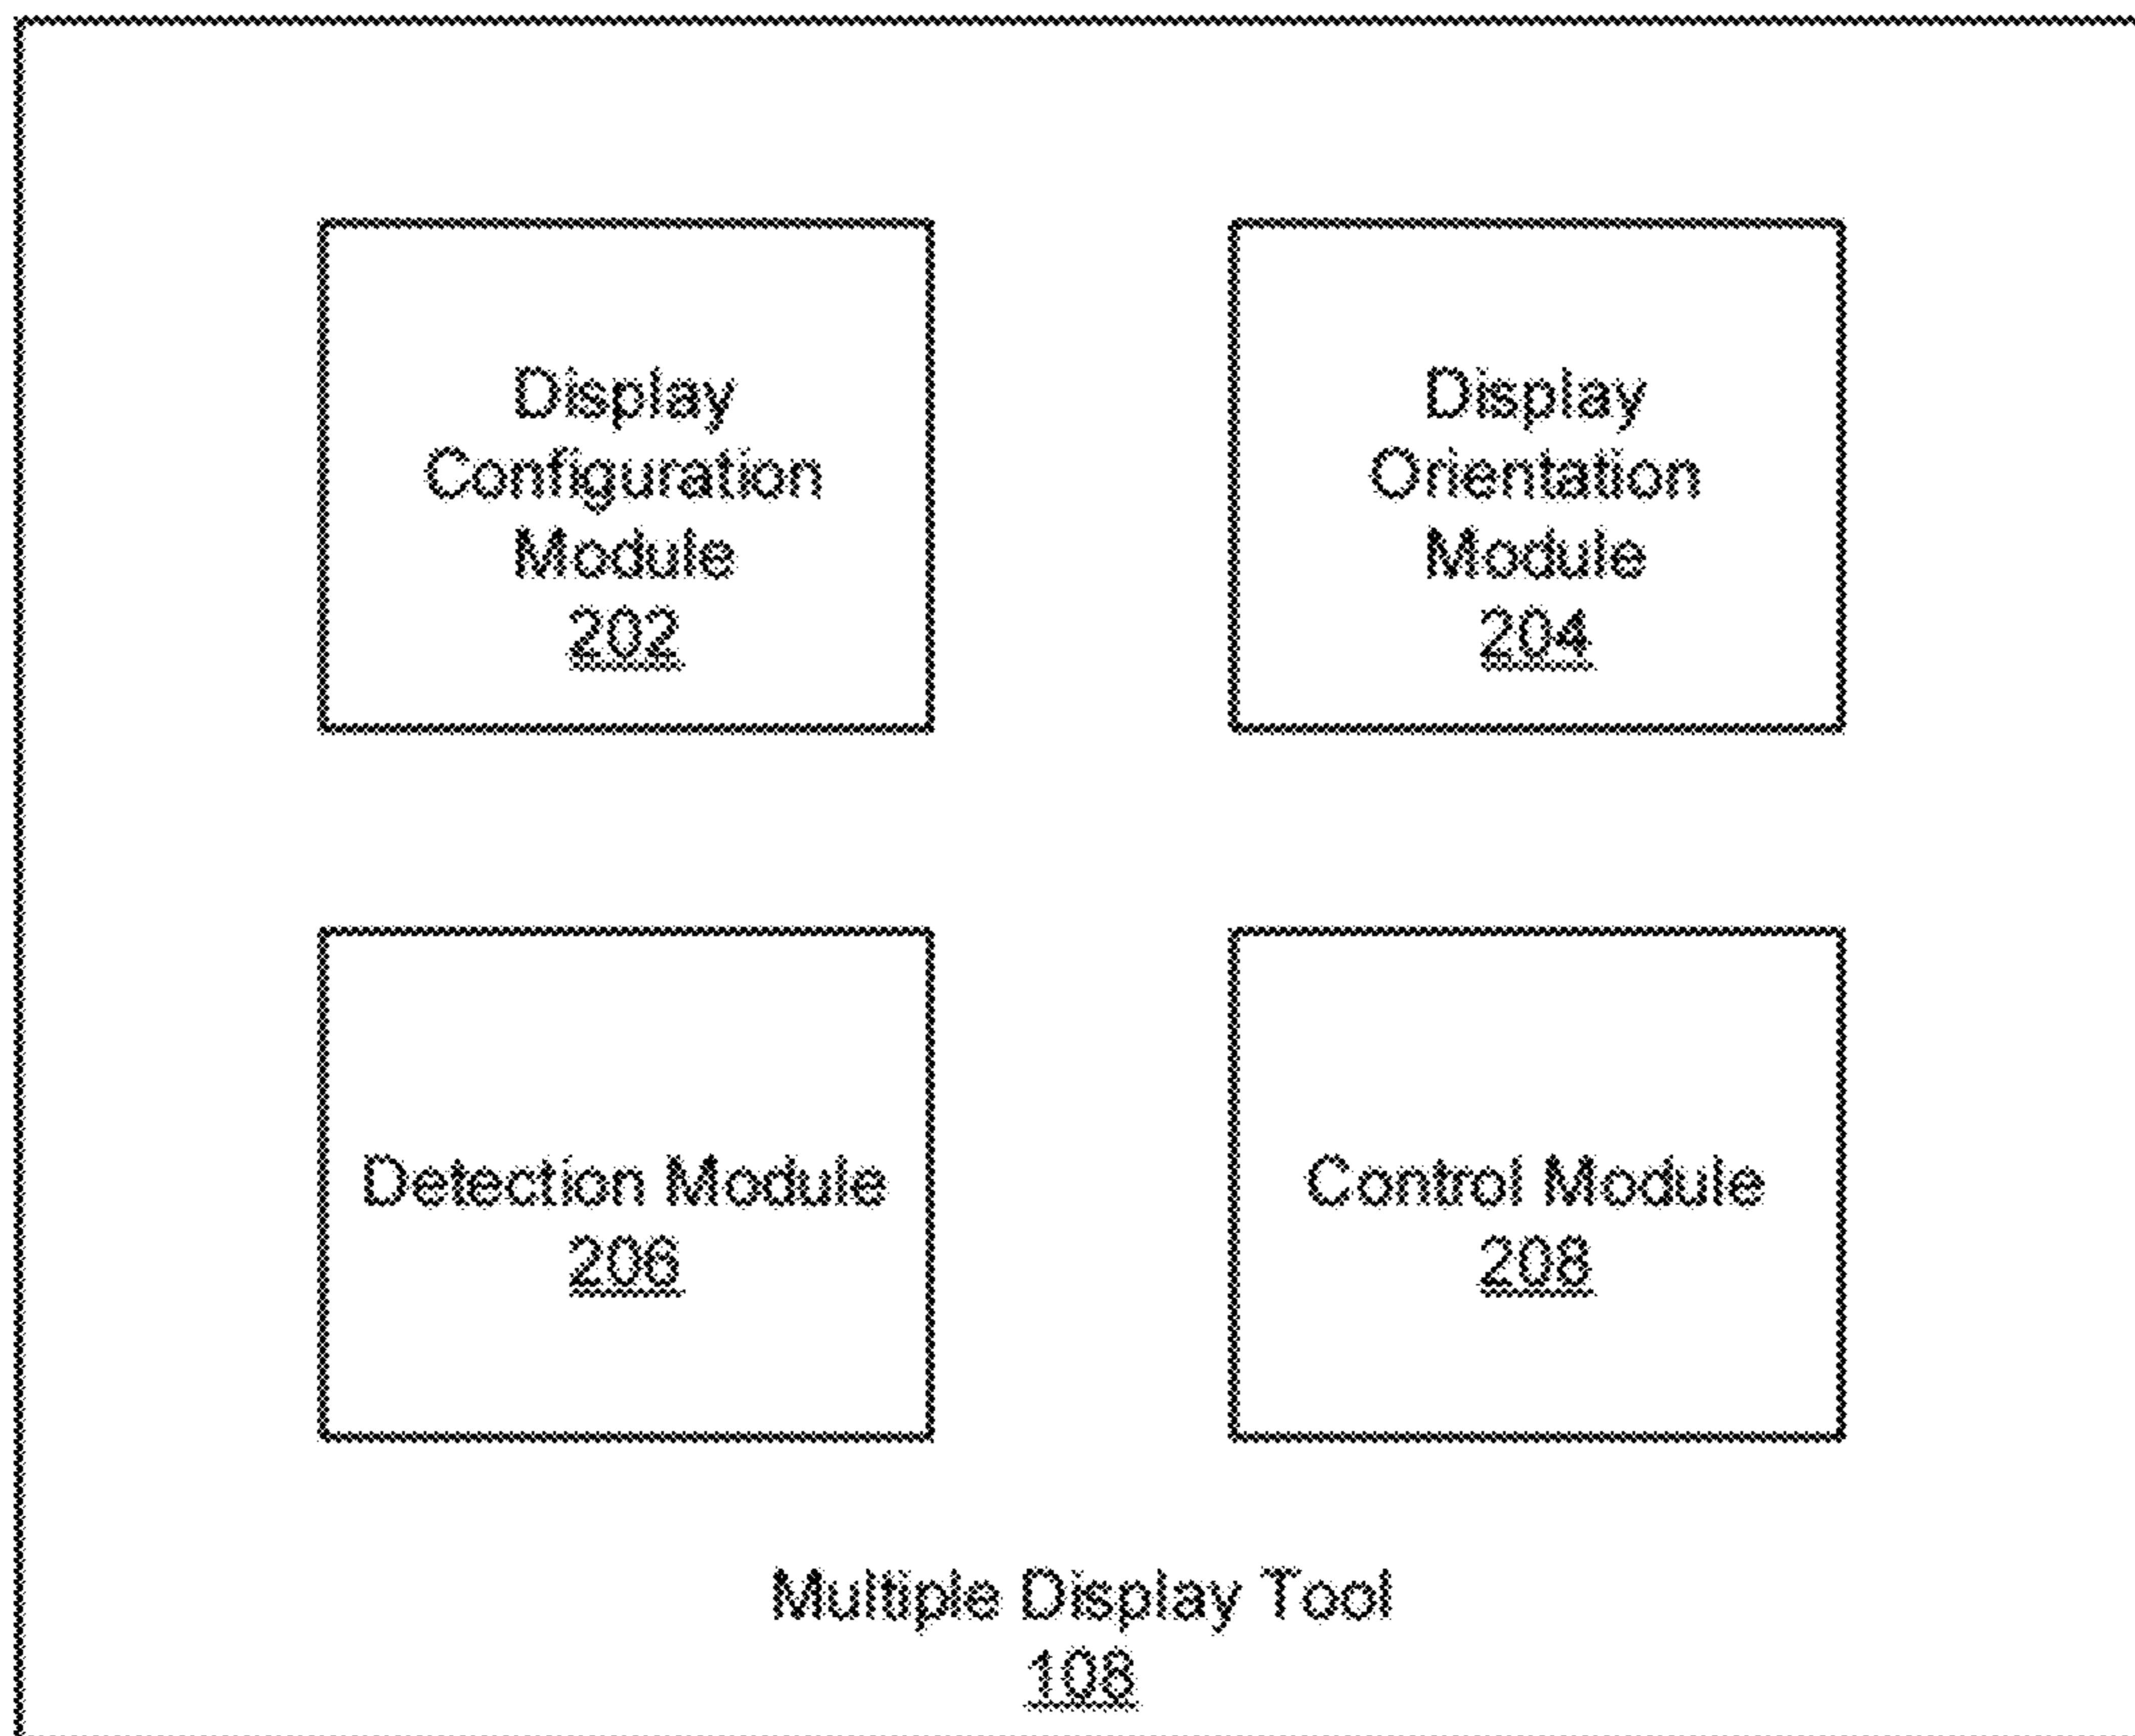 Display
Configuration
Module
202
Display
Orientation
Module
204
Detection Module
206
Control Module
208
Multiple Display Tool
108